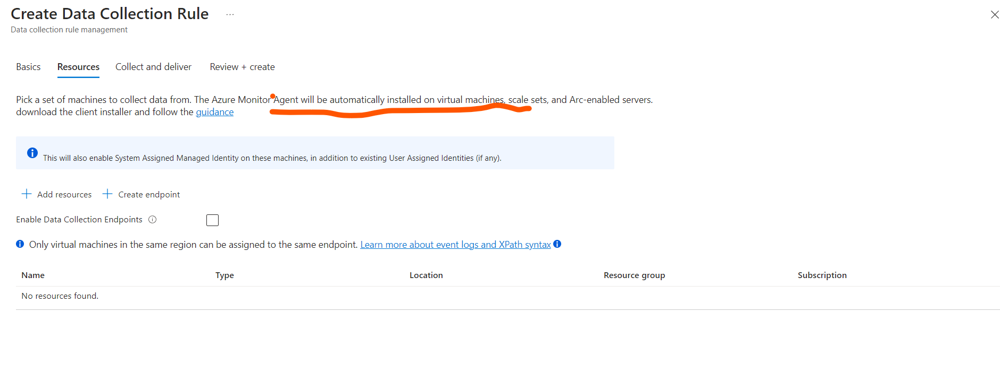 Create Data Collection Rule ...
Data collection rule management
Basics Resources Collect and deliver Review + create
Pick a set of machines to collect data from. The Azure Monitor Agent will be automatically installed on virtual machines, scale sets, and Arc-enabled servers.
download the client installer and follow the guidance
This will also enable System Assigned Managed Identity on these machines, in addition to existing User Assigned Identities (if any).
+ Add resources + Create endpoint
Enable Data Collection Endpoints
Only virtual machines in the same region can be assigned to the same endpoint. Learn more about event logs and XPath syntax
Name Type Location Resource group Subscription
No resources found.